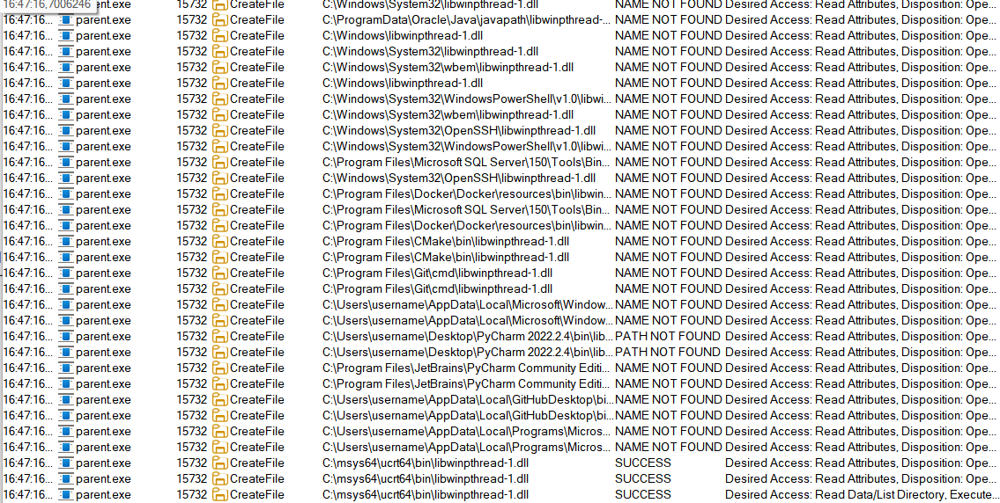 16:47:16,7006246 CreateFile C:\Windows\System32\libwinpthread-1.dll NAME NOT FOUND Desired Access: Read Attributes, Disposition: Ope...
16:47:16... parent.exe 15732 CreateFile C:\ProgramData\Oracle\Java\javapath\libwinpthread-... NAME NOT FOUND Desired Access: Read Attributes, Disposition: Ope...
16:47:16... parent.exe 15732 CreateFile C:\Windows\libwinpthread-1.dll NAME NOT FOUND Desired Access: Read Attributes, Disposition: Ope...
16:47:16... parent.exe 15732 CreateFile C:\Windows\System32\libwinpthread-1.dll NAME NOT FOUND Desired Access: Read Attributes, Disposition: Ope...
16:47:16... parent.exe 15732 CreateFile C:\Windows\System32\wbem\libwinpthread-1.dll NAME NOT FOUND Desired Access: Read Attributes, Disposition: Ope...
16:47:16... parent.exe 15732 CreateFile C:\Windows\libwinpthread-1.dll NAME NOT FOUND Desired Access: Read Attributes, Disposition: Ope...
16:47:16... parent.exe 15732 CreateFile C:\Windows\System32\WindowsPowerShell\v1.0\libwi... NAME NOT FOUND Desired Access: Read Attributes, Disposition: Ope...
16:47:16... parent.exe 15732 CreateFile C:\Windows\System32\wbem\libwinpthread-1.dll NAME NOT FOUND Desired Access: Read Attributes, Disposition: Ope...
16:47:16... parent.exe 15732 CreateFile C:\Windows\System32\OpenSSH\libwinpthread-1.dll NAME NOT FOUND Desired Access: Read Attributes, Disposition: Ope...
16:47:16... parent.exe 15732 CreateFile C:\Windows\System32\WindowsPowerShell\v1.0\libwi... NAME NOT FOUND Desired Access: Read Attributes, Disposition: Ope...
16:47:16... parent.exe 15732 CreateFile C:\Program Files\Microsoft SQL Server\150\Tools\Bin... NAME NOT FOUND Desired Access: Read Attributes, Disposition: Ope...
16:47:16... parent.exe 15732 CreateFile C:\Windows\System32\OpenSSH\libwinpthread-1.dll NAME NOT FOUND Desired Access: Read Attributes, Disposition: Ope...
16:47:16... parent.exe 15732 CreateFile C:\Program Files\Docker\Docker\resources\bin\libwin... NAME NOT FOUND Desired Access: Read Attributes, Disposition: Ope...
16:47:16... parent.exe 15732 CreateFile C:\Program Files\Microsoft SQL Server\150\Tools\Bin... NAME NOT FOUND Desired Access: Read Attributes, Disposition: Ope...
16:47:16... parent.exe 15732 CreateFile C:\Program Files\Docker\Docker\resources\bin\libwin... NAME NOT FOUND Desired Access: Read Attributes, Disposition: Ope...
16:47:16... parent.exe 15732 CreateFile C:\Program Files\CMake\bin\libwinpthread-1.dll NAME NOT FOUND Desired Access: Read Attributes, Disposition: Ope...
16:47:16... parent.exe 15732 CreateFile C:\Program Files\CMake\bin\libwinpthread-1.dll NAME NOT FOUND Desired Access: Read Attributes, Disposition: Ope...
16:47:16... parent.exe 15732 CreateFile C:\Program Files\Git\cmd\libwinpthread-1.dll NAME NOT FOUND Desired Access: Read Attributes, Disposition: Ope...
16:47:16... parent.exe 15732 CreateFile C:\Program Files\Git\cmd\libwinpthread-1.dll NAME NOT FOUND Desired Access: Read Attributes, Disposition: Ope...
16:47:16... parent.exe 15732 CreateFile C:\Users\username\AppData\Local\Microsoft\Window... NAME NOT FOUND Desired Access: Read Attributes, Disposition: Ope...
16:47:16... parent.exe 15732 CreateFile C:\Users\username\AppData\Local\Microsoft\Window... NAME NOT FOUND Desired Access: Read Attributes, Disposition: Ope...
16:47:16... parent.exe 15732 CreateFile C:\Users\username\Desktop\PyCharm 2022.2.4\bin\lib... PATH NOT FOUND Desired Access: Read Attributes, Disposition: Ope...
16:47:16... parent.exe 15732 CreateFile C:\Users\username\Desktop\PyCharm 2022.2.4\bin\lib... PATH NOT FOUND Desired Access: Read Attributes, Disposition: Ope...
16:47:16... parent.exe 15732 CreateFile C:\Program Files\JetBrains\PyCharm Community Editi... NAME NOT FOUND Desired Access: Read Attributes, Disposition: Ope...
16:47:16... parent.exe 15732 CreateFile C:\Program Files\JetBrains\PyCharm Community Editi... NAME NOT FOUND Desired Access: Read Attributes, Disposition: Ope...
16:47:16... parent.exe 15732 CreateFile C:\Users\username\AppData\Local\GitHubDesktop\bi... NAME NOT FOUND Desired Access: Read Attributes, Disposition: Ope...
16:47:16... parent.exe 15732 CreateFile C:\Users\username\AppData\Local\GitHubDesktop\bi... NAME NOT FOUND Desired Access: Read Attributes, Disposition: Ope...
16:47:16... parent.exe 15732 CreateFile C:\Users\username\AppData\Local\Programs\Micros... NAME NOT FOUND Desired Access: Read Attributes, Disposition: Ope...
16:47:16... parent.exe 15732 CreateFile C:\Users\username\AppData\Local\Programs\Micros... NAME NOT FOUND Desired Access: Read Attributes, Disposition: Ope...
16:47:16... parent.exe 15732 CreateFile C:\msys64\ucrt64\bin\libwinpthread-1.dll SUCCESS Desired Access: Read Attributes, Disposition: Ope...
16:47:16... parent.exe 15732 CreateFile C:\msys64\ucrt64\bin\libwinpthread-1.dll SUCCESS Desired Access: Read Attributes, Disposition: Ope...
16:47:16... parent.exe 15732 CreateFile C:\msys64\ucrt64\bin\libwinpthread-1.dll SUCCESS Desired Access: Read Data/List Directory, Execute...